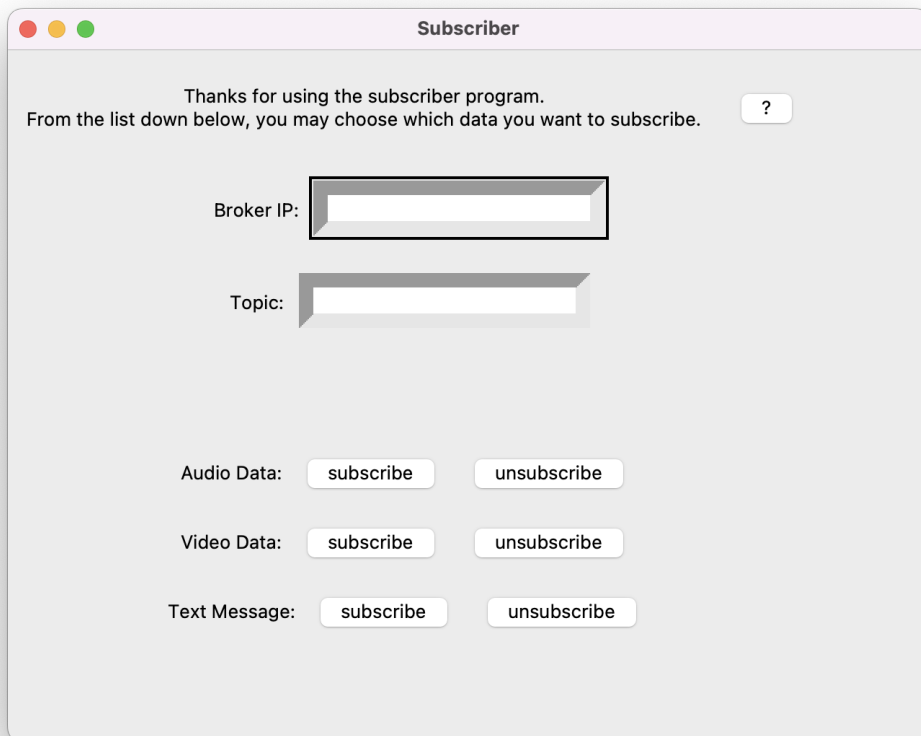 Subscriber
Thanks for using the subscriber program.
From the list down below, you may choose which data you want to subscribe.
?
Broker IP:
Topic:
Audio Data: subscribe unsubscribe
Video Data: subscribe unsubscribe
Text Message: subscribe unsubscribe